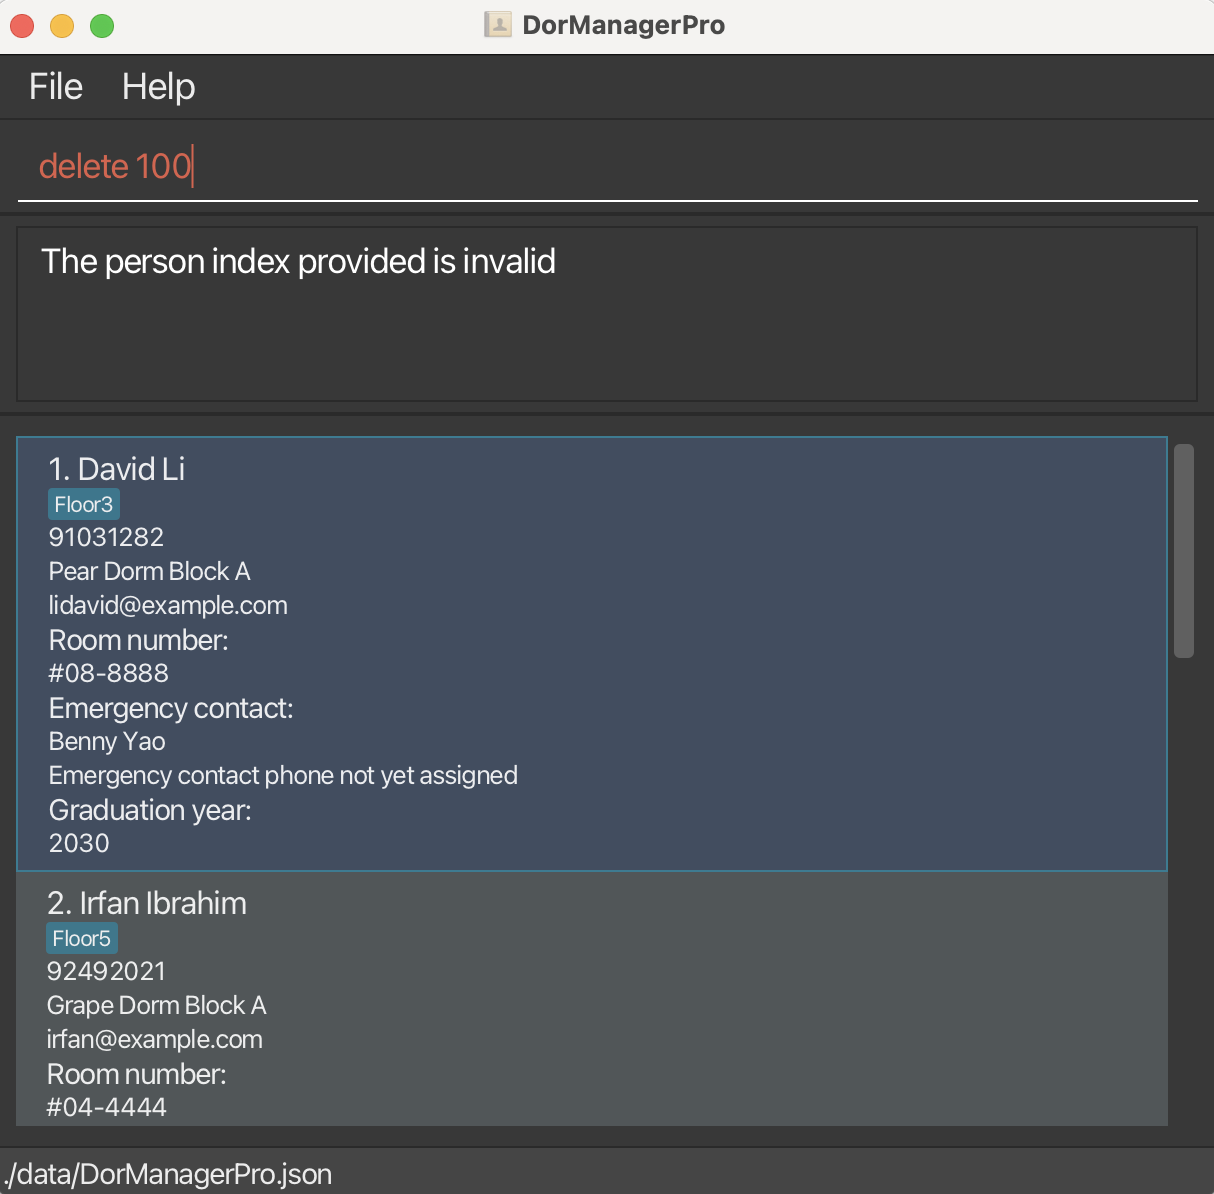 DorManagerPro
File Help
delete 100
The person index provided is invalid
1. David Li
Floor3
91031282
Pear Dorm Block A
lidavid@example.com
Room number:
#08-8888
Emergency contact:
Benny Yao
Emergency contact phone not yet assigned
Graduation year:
2030
2. Irfan Ibrahim
Floor5
92492021
Grape Dorm Block A
irfan@example.com
Room number:
#04-4444
./data/DorManagerPro.json